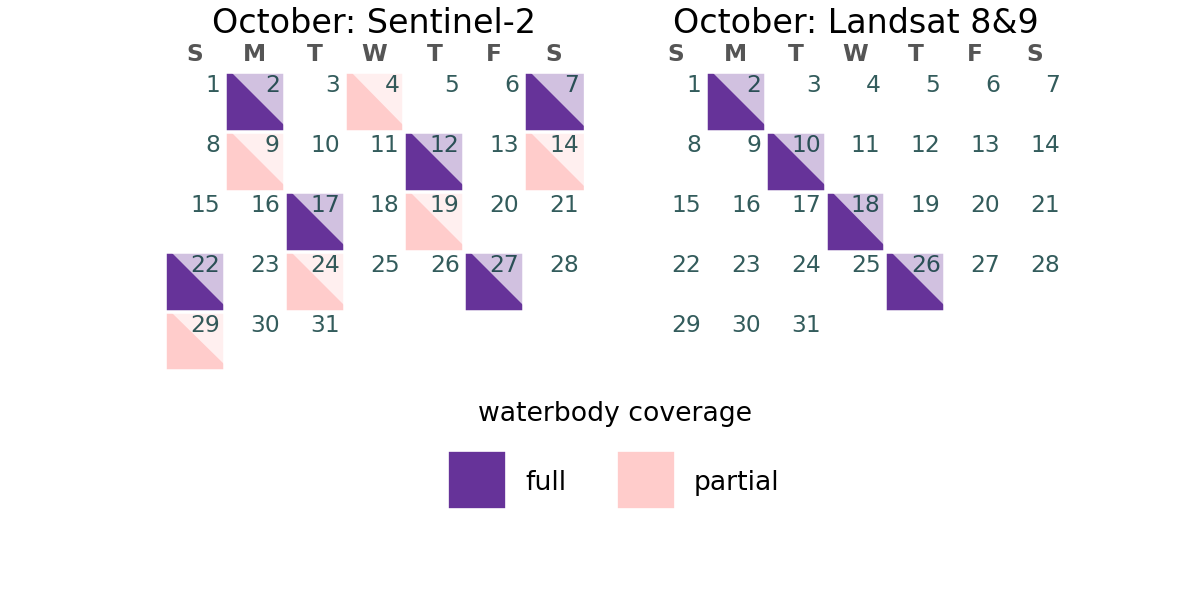 October: Sentinel-2
S M T W T F S
1 2 3 4 5 6 7
8 9 10 11 12 13 14
15 16 17 18 19 20 21
22 23 24 25 26 27 28
29 30 31
October: Landsat 8&9
S M T W T F S
1 2 3 4 5 6 7
8 9 10 11 12 13 14
15 16 17 18 19 20 21
22 23 24 25 26 27 28
29 30 31
waterbody coverage
full
partial